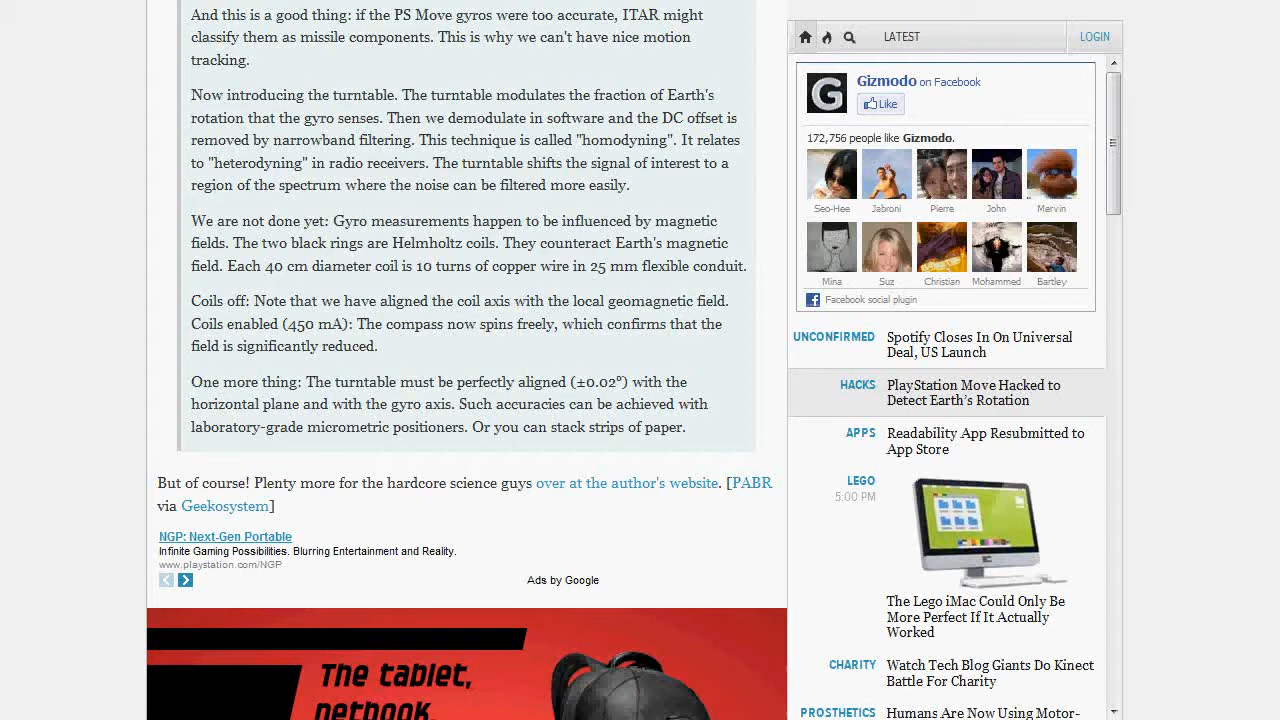 And this is a good thing: if the PS Move gyros were too accurate, ITAR might
classify them as missile components. This is why we can't have nice motion
tracking.
Now introducing the turntable. The turntable modulates the fraction of Earth's
rotation that the gyro senses. Then we demodulate in software and the DC offset is
removed by narrowband filtering. This technique is called "homodyning". It relates
to "heterodyning" in radio receivers. The turntable shifts the signal of interest to a
region of the spectrum where the noise can be filtered more easily.
We are not done yet: Gyro measurements happen to be influenced by magnetic
fields. The two black rings are Helmholtz coils. They counteract Earth's magnetic
field. Each 40 cm diameter coil is 10 turns of copper wire in 25 mm flexible conduit.
Coils off: Note that we have aligned the coil axis with the local geomagnetic field.
Coils enabled (450 mA): The compass now spins freely, which confirms that the
field is significantly reduced.
One more thing: The turntable must be perfectly aligned (±0.02°) with the
horizontal plane and with the gyro axis. Such accuracies can be achieved with
laboratory-grade micrometric positioners. Or you can stack strips of paper.
But of course! Plenty more for the hardcore science guys over at the author's website. [PABR
via Geekosystem]
NGP: Next-Gen Portable
Infinite Gaming Possibilities. Blurring Entertainment and Reality.
www.playstation.com/NGP
Ads by Google
The tablet,
netbook,
LATEST
LOGIN
G
Gizmodo on Facebook
Like
172,756 people like Gizmodo.
Seo-Hee Jabroni Pierre John Mervin
Mina Suz Christian Mohammed Bartley
Facebook social plugin
UNCONFIRMED Spotify Closes In On Universal
Deal, US Launch
HACKS PlayStation Move Hacked to
Detect Earth's Rotation
APPS Readability App Resubmitted to
App Store
LEGO
5:00 PM
The Lego iMac Could Only Be
More Perfect If It Actually
Worked
CHARITY Watch Tech Blog Giants Do Kinect
Battle For Charity
PROSTHETICS Humans Are Now Using Motor-